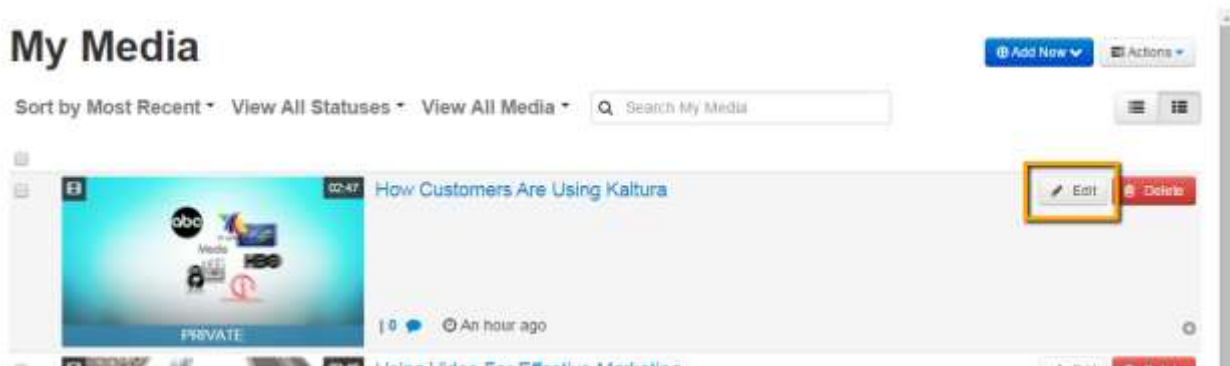 My Media
Add Now
Actions
Sort by Most Recent View All Statuses View All Media Search My Media
02:47
How Customers Are Using Kaltura
Edit
Delete
abc
Media
HBO
PRIVATE
| 0 An hour ago
Using Video For Effective Marketing